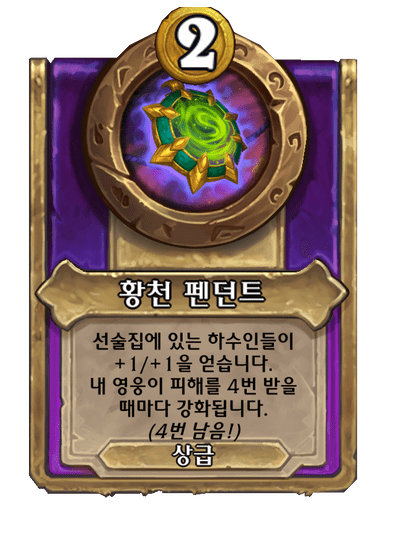 2
황천 펜던트
선술집에 있는 하수인들이
+1/+1을 얻습니다.
내 영웅이 피해를 4번 받을
때마다 강화됩니다.
(4번 남음!)
상급